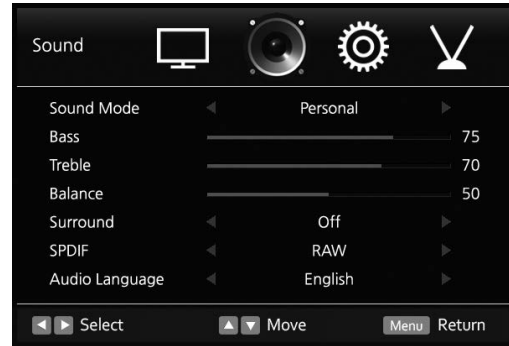 Sound
Sound Mode Personal
Bass 75
Treble 70
Balance 50
Surround Off
SPDIF RAW
Audio Language English
Select Move Menu Return